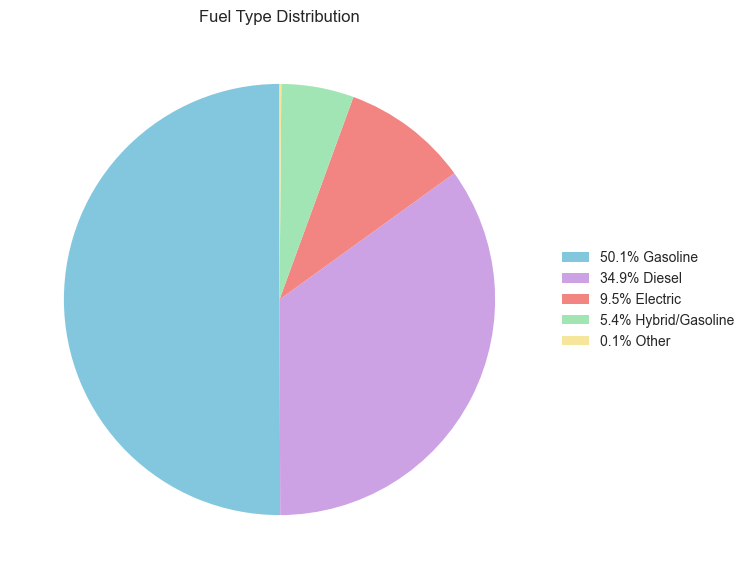 Fuel Type Distribution
50.1% Gasoline
34.9% Diesel
9.5% Electric
5.4% Hybrid/Gasoline
0.1% Other